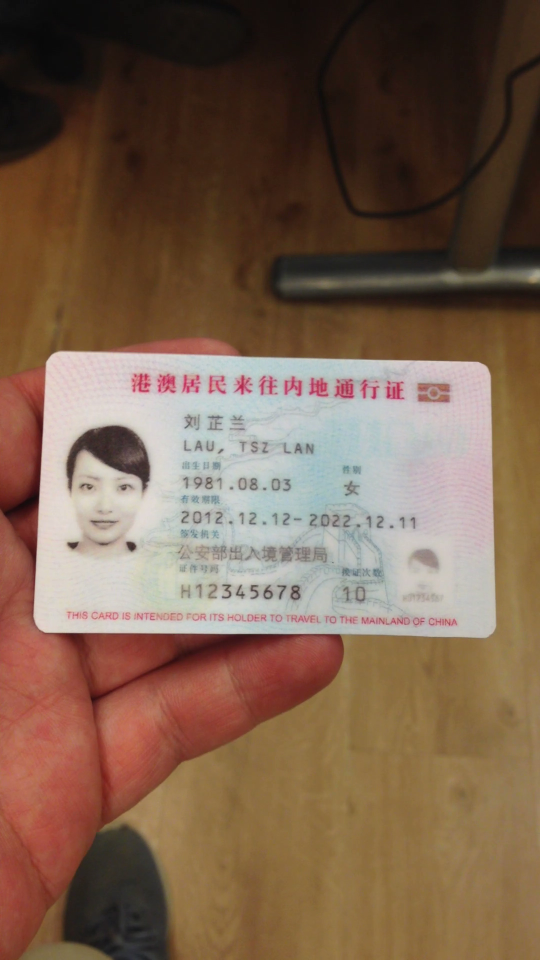 港澳居民来往内地通行证
刘芷兰
LAU, TSZ LAN
出生日期 性别
1981.08.03 女
有效期限
2012.12.12-2022.12.11
签发机关
公安部出入境管理局
证件号码 换证次数
H12345678 10
THIS CARD IS INTENDED FOR ITS HOLDER TO TRAVEL TO THE MAINLAND OF CHINA